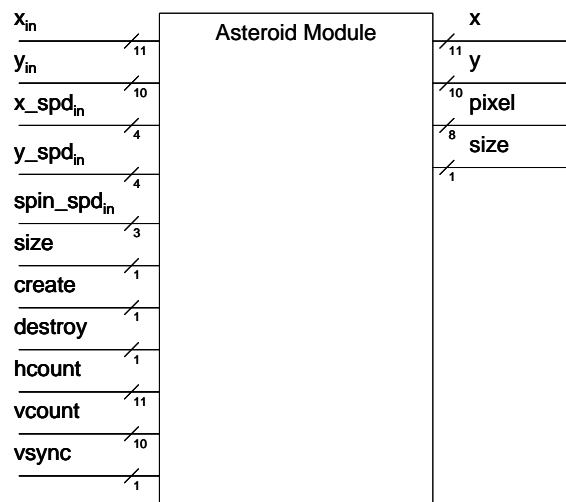 Asteroid Module
x_in
11
y_in
10
x_spd_in
4
y_spd_in
4
spin_spd_in
3
size
1
create
1
destroy
1
hcount
11
vcount
10
vsync
1
x
11
y
10
pixel
8
size
1